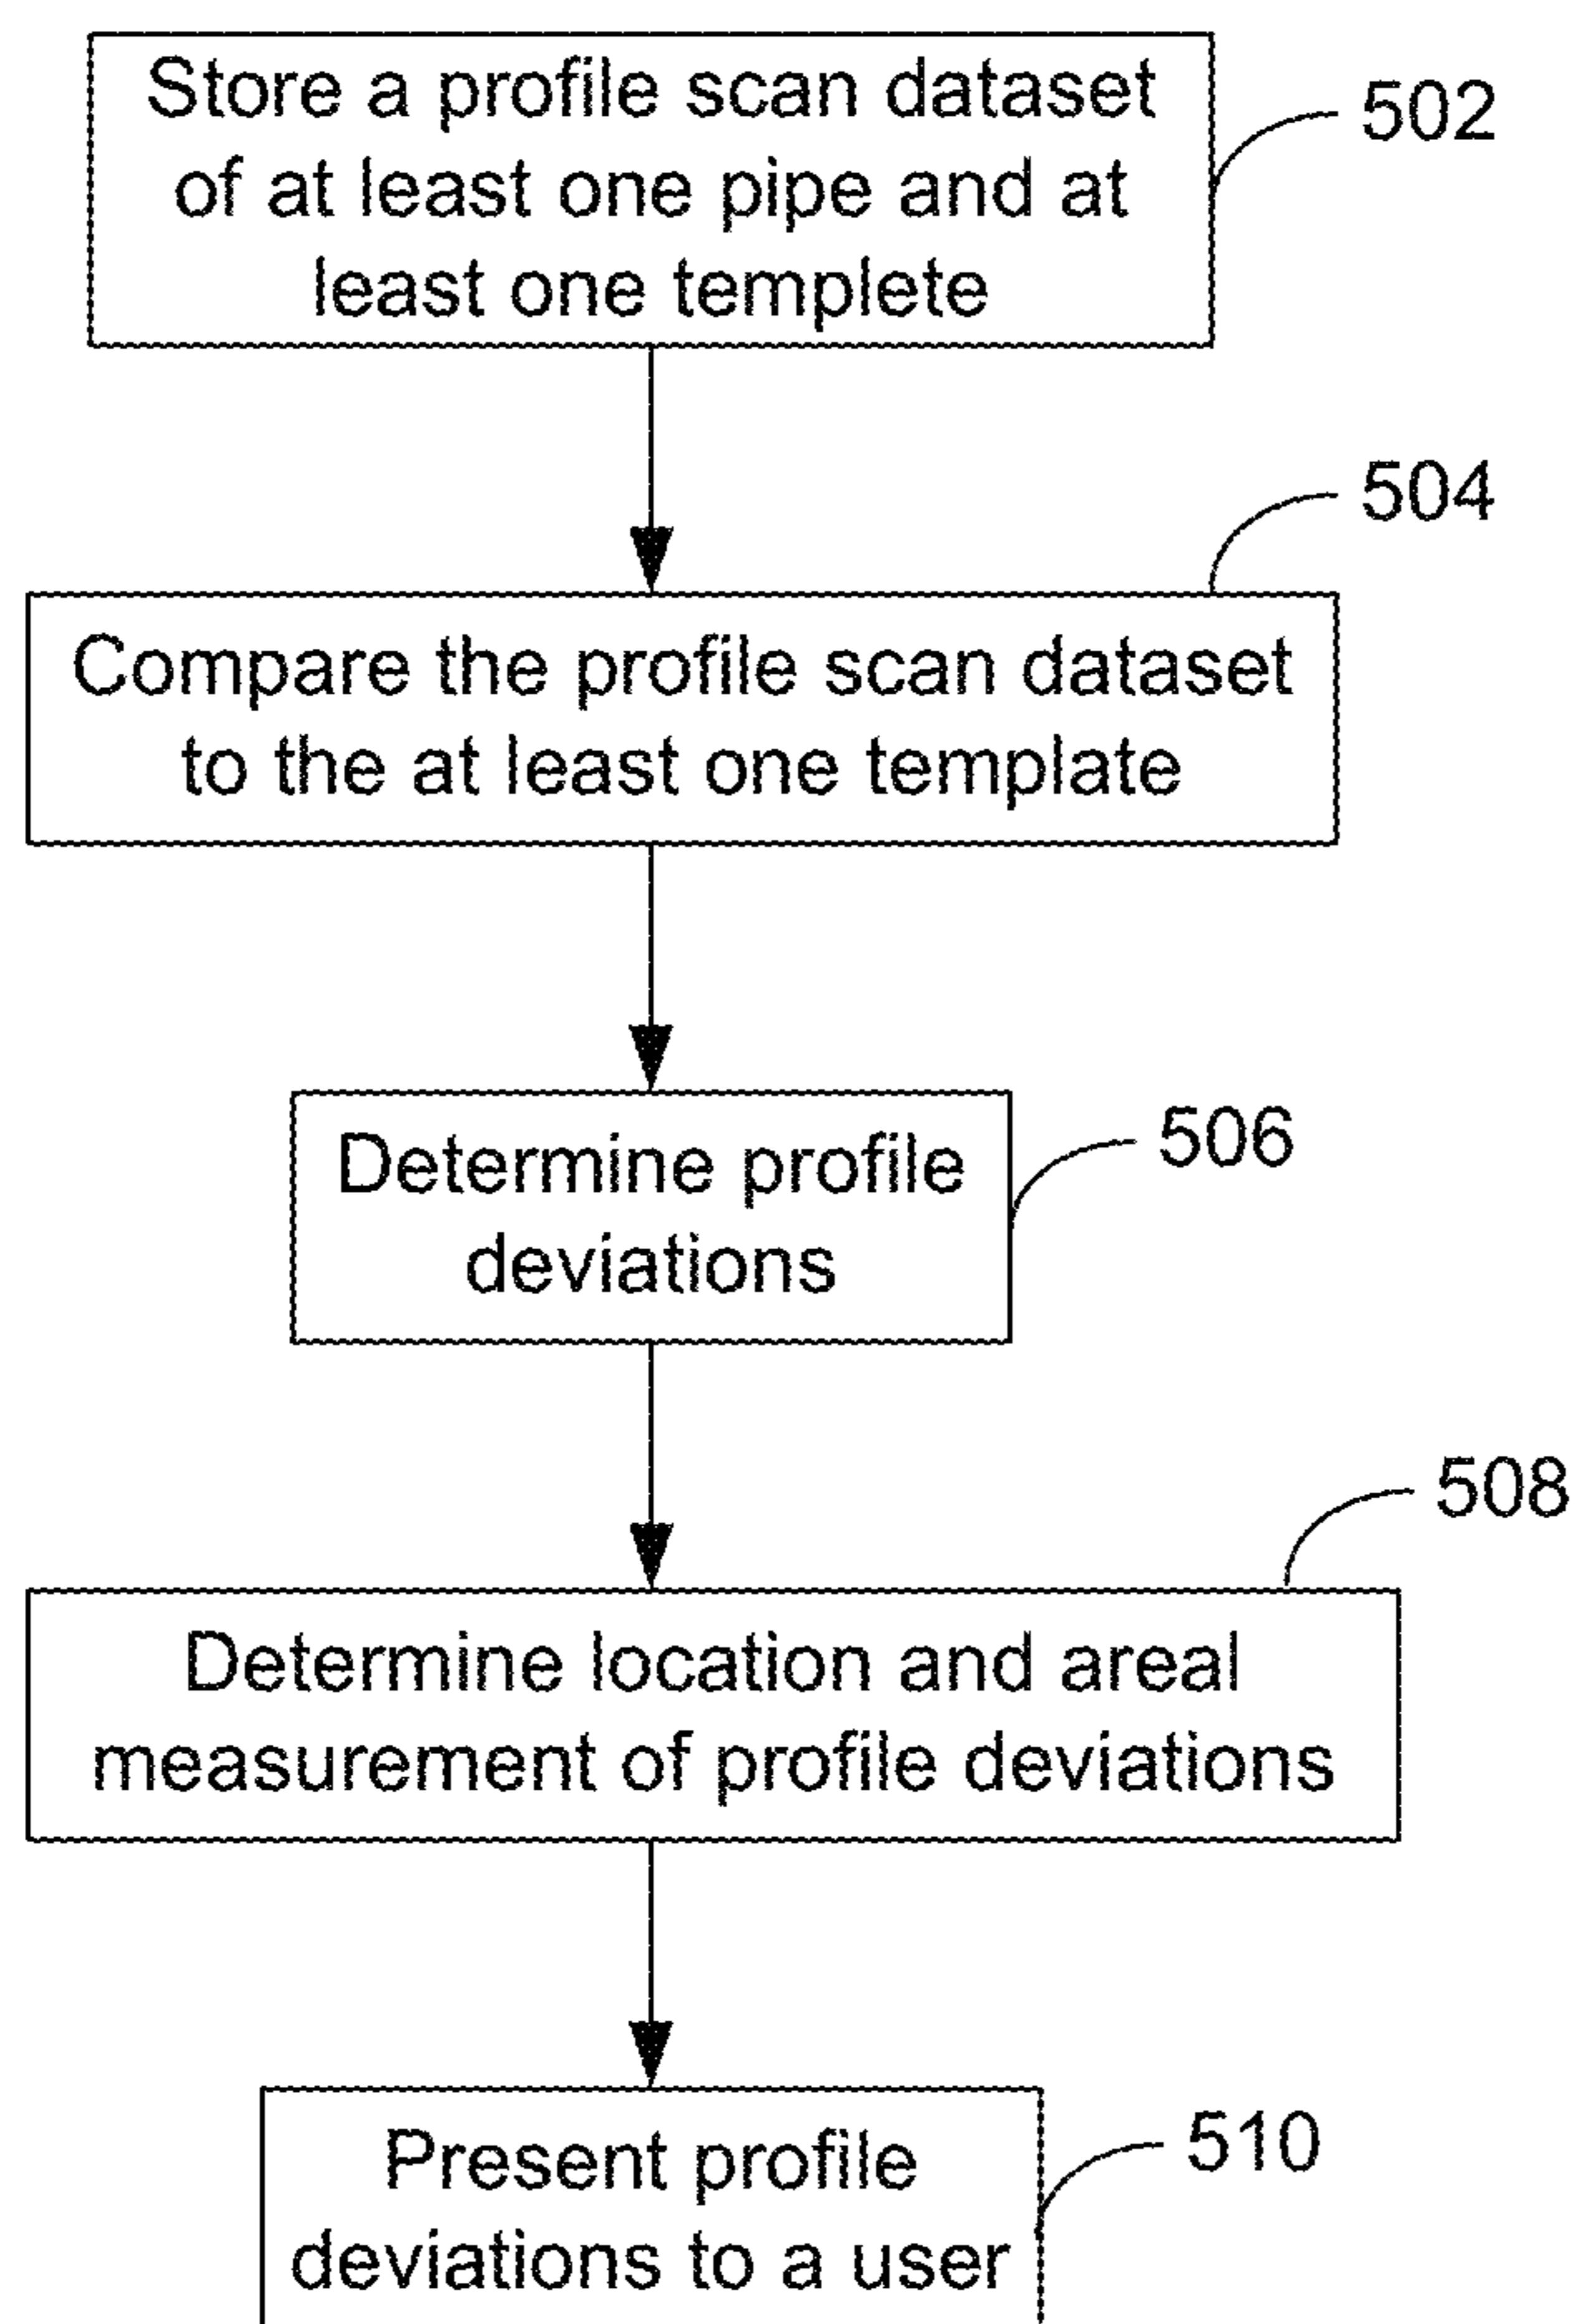 Store a profile scan dataset
of at least one pipe and at
least one templete
502
504
Compare the profile scan dataset
to the at least one template
Determine profile
deviations
506
508
Determine location and areal
measurement of profile deviations
Present profile
deviations to a user
510